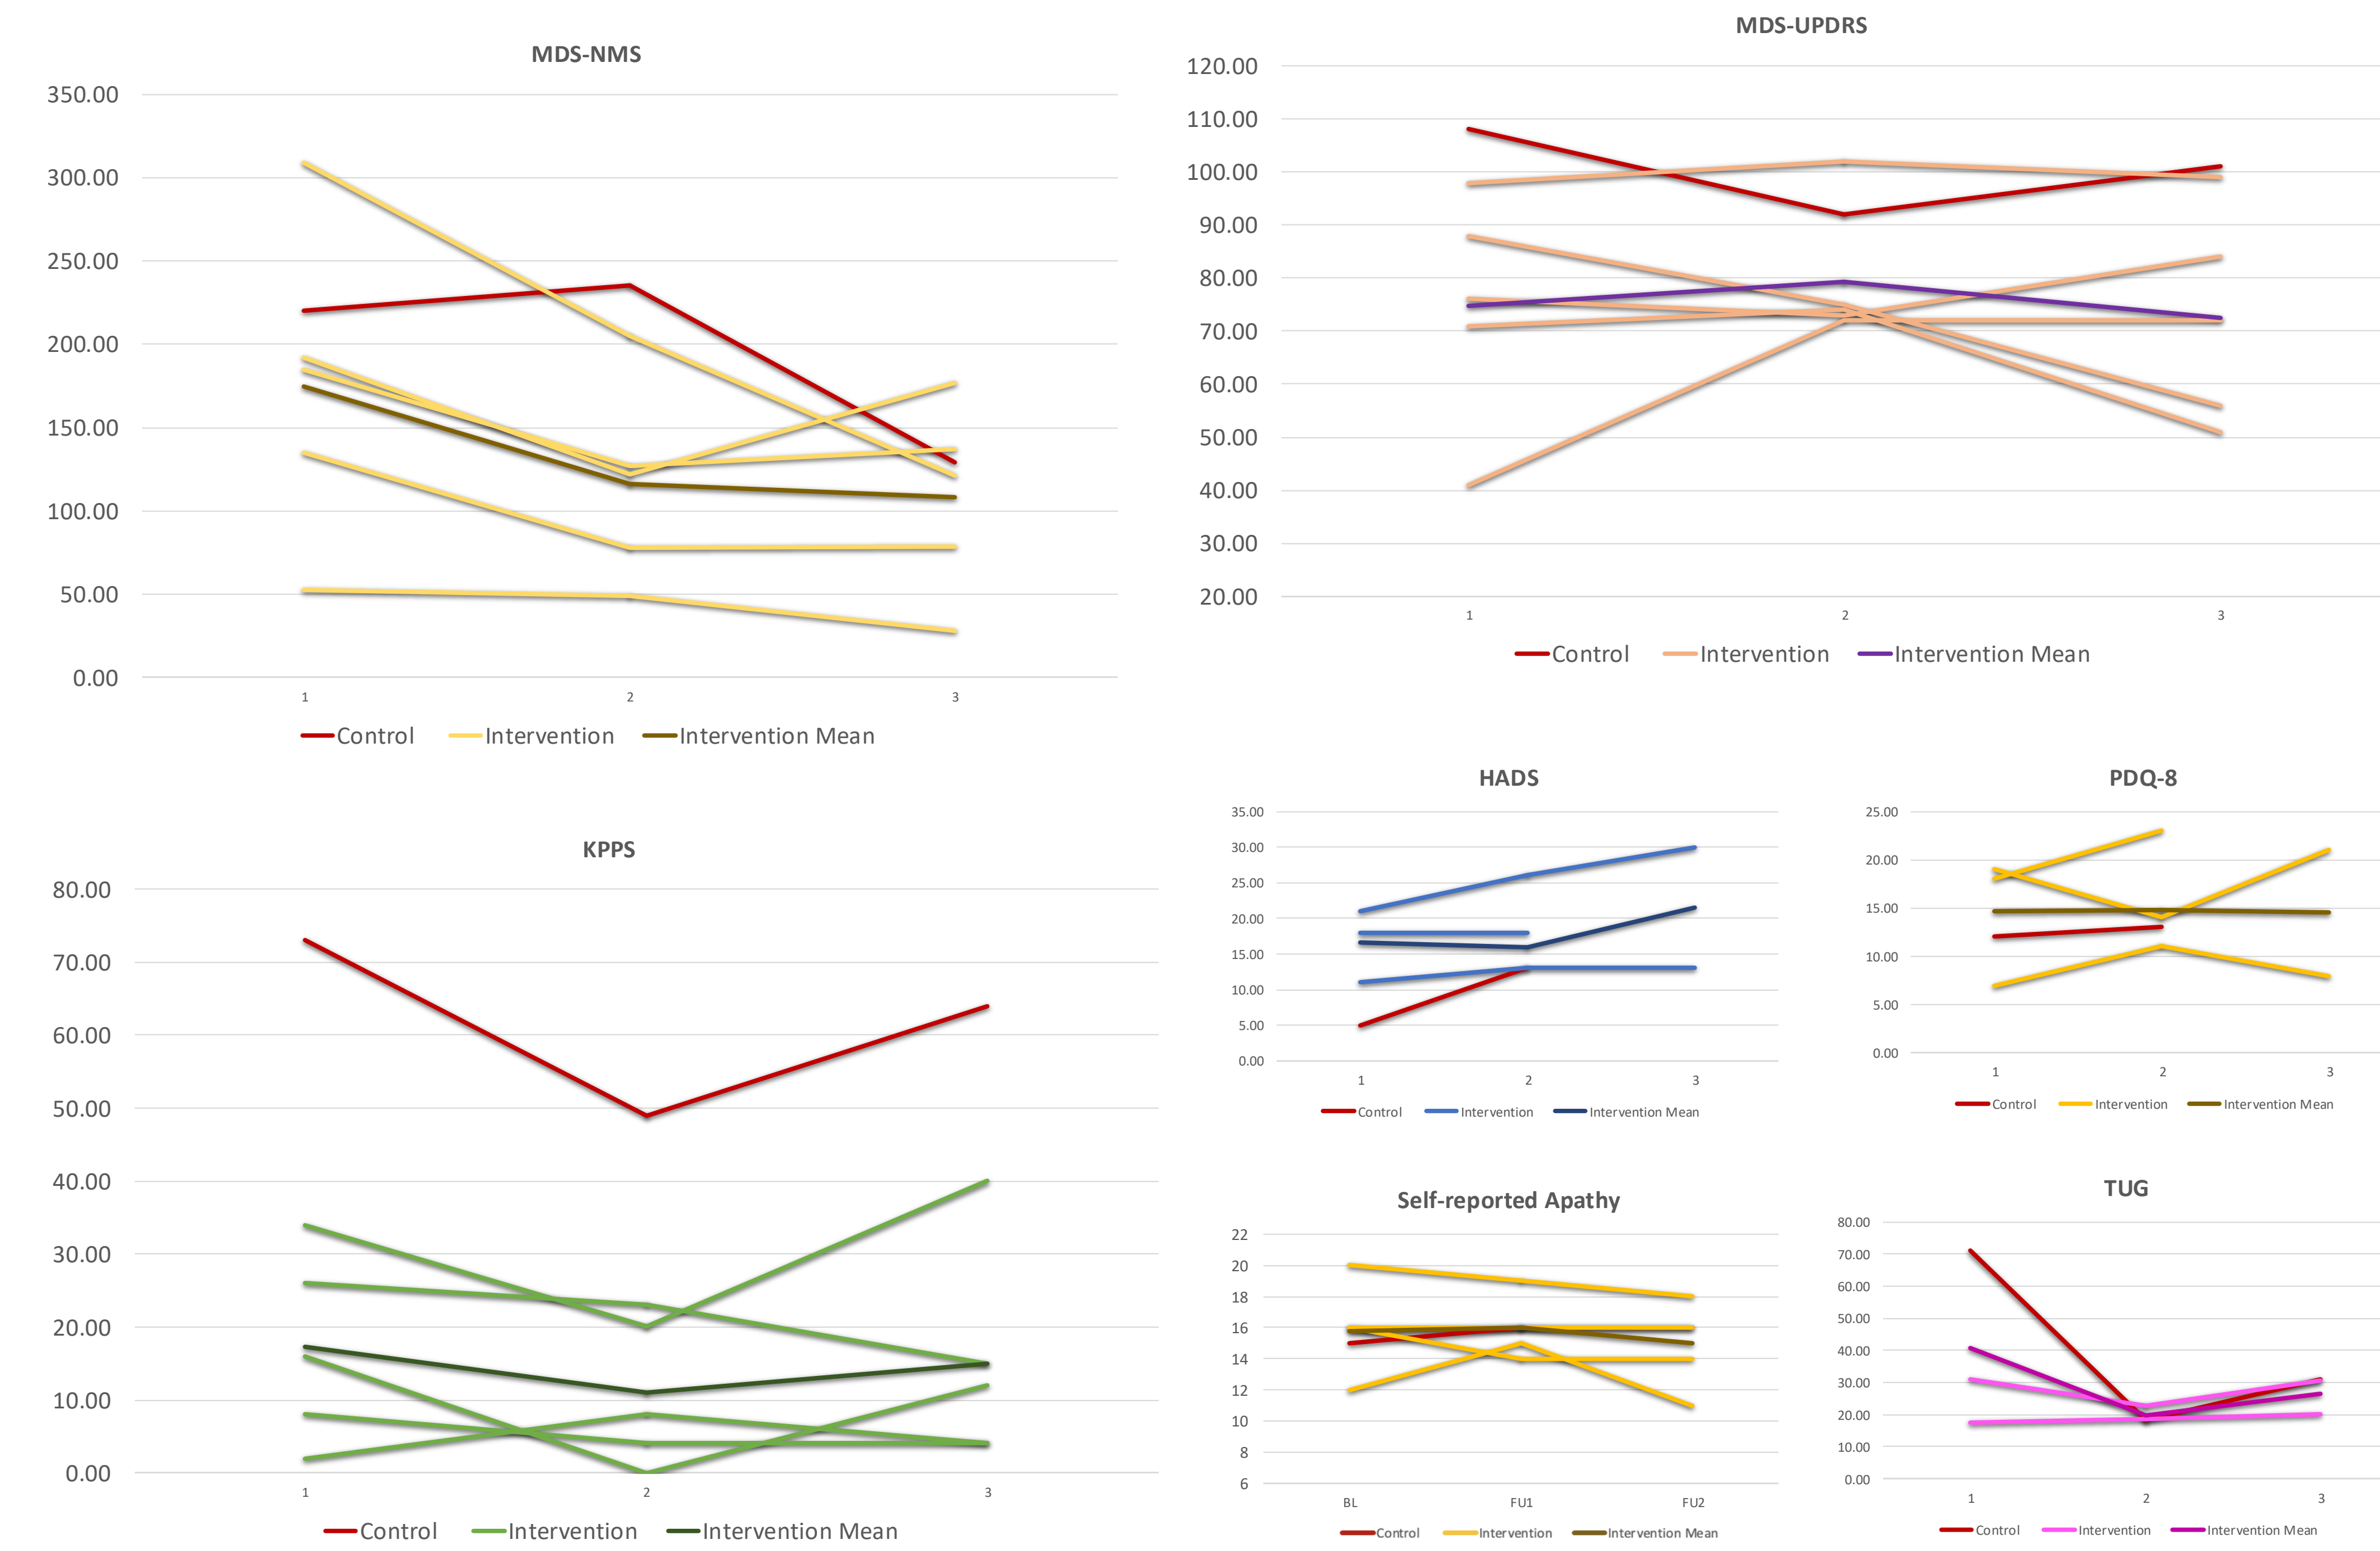 MDS-NMS
350.00
300.00
250.00
200.00
150.00
100.00
50.00
0.00
1 2 3
Control Intervention Intervention Mean
MDS-UPDRS
120.00
110.00
100.00
90.00
80.00
70.00
60.00
50.00
40.00
30.00
20.00
1 2 3
Control Intervention Intervention Mean
KPPS
80.00
70.00
60.00
50.00
40.00
30.00
20.00
10.00
0.00
1 2 3
Control Intervention Intervention Mean
HADS
35.00
30.00
25.00
20.00
15.00
10.00
5.00
0.00
1 2 3
Control Intervention Intervention Mean
PDQ-8
25.00
20.00
15.00
10.00
5.00
0.00
1 2 3
Control Intervention Intervention Mean
Self-reported Apathy
22
20
18
16
14
12
10
8
6
BL FU1 FU2
Control Intervention Intervention Mean
TUG
80.00
70.00
60.00
50.00
40.00
30.00
20.00
10.00
0.00
1 2 3
Control Intervention Intervention Mean